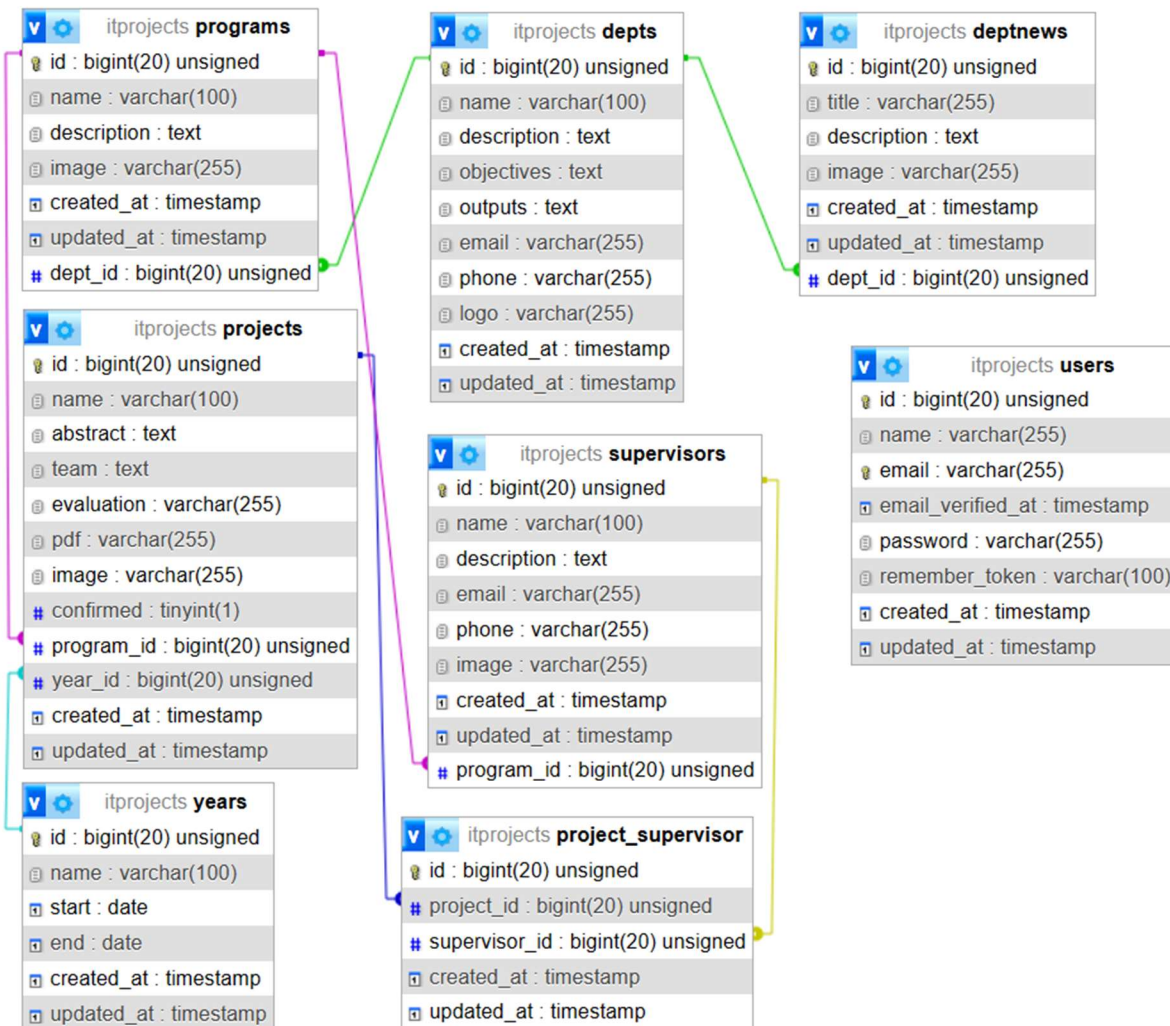 itprojects programs
id : bigint(20) unsigned
name : varchar(100)
description : text
image : varchar(255)
created_at : timestamp
updated_at : timestamp
# dept_id : bigint(20) unsigned
itprojects depts
id : bigint(20) unsigned
name : varchar(100)
description : text
objectives : text
outputs : text
email : varchar(255)
phone : varchar(255)
logo : varchar(255)
created_at : timestamp
updated_at : timestamp
itprojects deptnews
id : bigint(20) unsigned
title : varchar(255)
description : text
image : varchar(255)
created_at : timestamp
updated_at : timestamp
# dept_id : bigint(20) unsigned
itprojects projects
id : bigint(20) unsigned
name : varchar(100)
abstract : text
team : text
evaluation : varchar(255)
pdf : varchar(255)
image : varchar(255)
# confirmed : tinyint(1)
# program_id : bigint(20) unsigned
# year_id : bigint(20) unsigned
created_at : timestamp
updated_at : timestamp
itprojects supervisors
id : bigint(20) unsigned
name : varchar(100)
description : text
email : varchar(255)
phone : varchar(255)
image : varchar(255)
created_at : timestamp
updated_at : timestamp
# program_id : bigint(20) unsigned
itprojects users
id : bigint(20) unsigned
name : varchar(255)
email : varchar(255)
email_verified_at : timestamp
password : varchar(255)
remember_token : varchar(100)
created_at : timestamp
updated_at : timestamp
itprojects years
id : bigint(20) unsigned
name : varchar(100)
start : date
end : date
created_at : timestamp
updated_at : timestamp
itprojects project_supervisor
id : bigint(20) unsigned
# project_id : bigint(20) unsigned
# supervisor_id : bigint(20) unsigned
created_at : timestamp
updated_at : timestamp